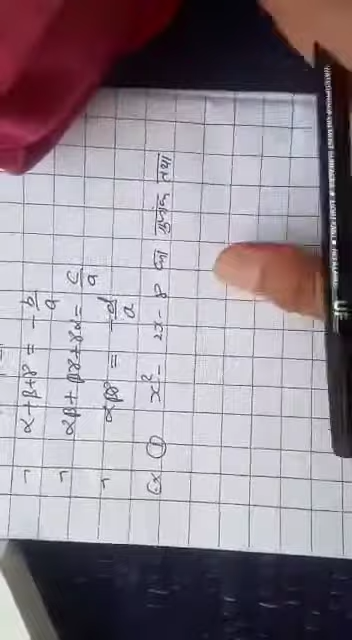 α+β+γ = -b/a
αβ + βγ + γα = c/a
αβγ = -d/a
Ex ① x² - 2x - 8 का गुणांक तथा